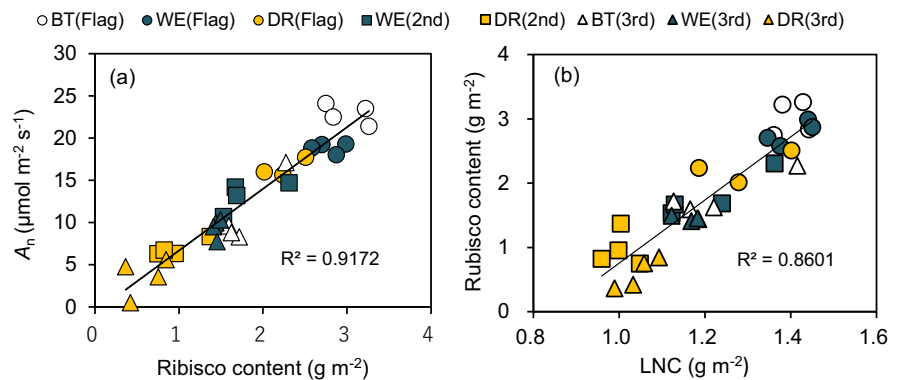 BT(Flag) WE(Flag) DR(Flag) WE(2nd) DR(2nd) BT(3rd) WE(3rd) DR(3rd)
(a)
30
25
20
15
10
5
0
Aₙ (μmol m⁻² s⁻¹)
R² = 0.9172
0 1 2 3 4
Ribisco content (g m⁻²)
(b)
4
3
2
1
0
Rubisco content (g m⁻²)
R² = 0.8601
0.8 1.0 1.2 1.4 1.6
LNC (g m⁻²)